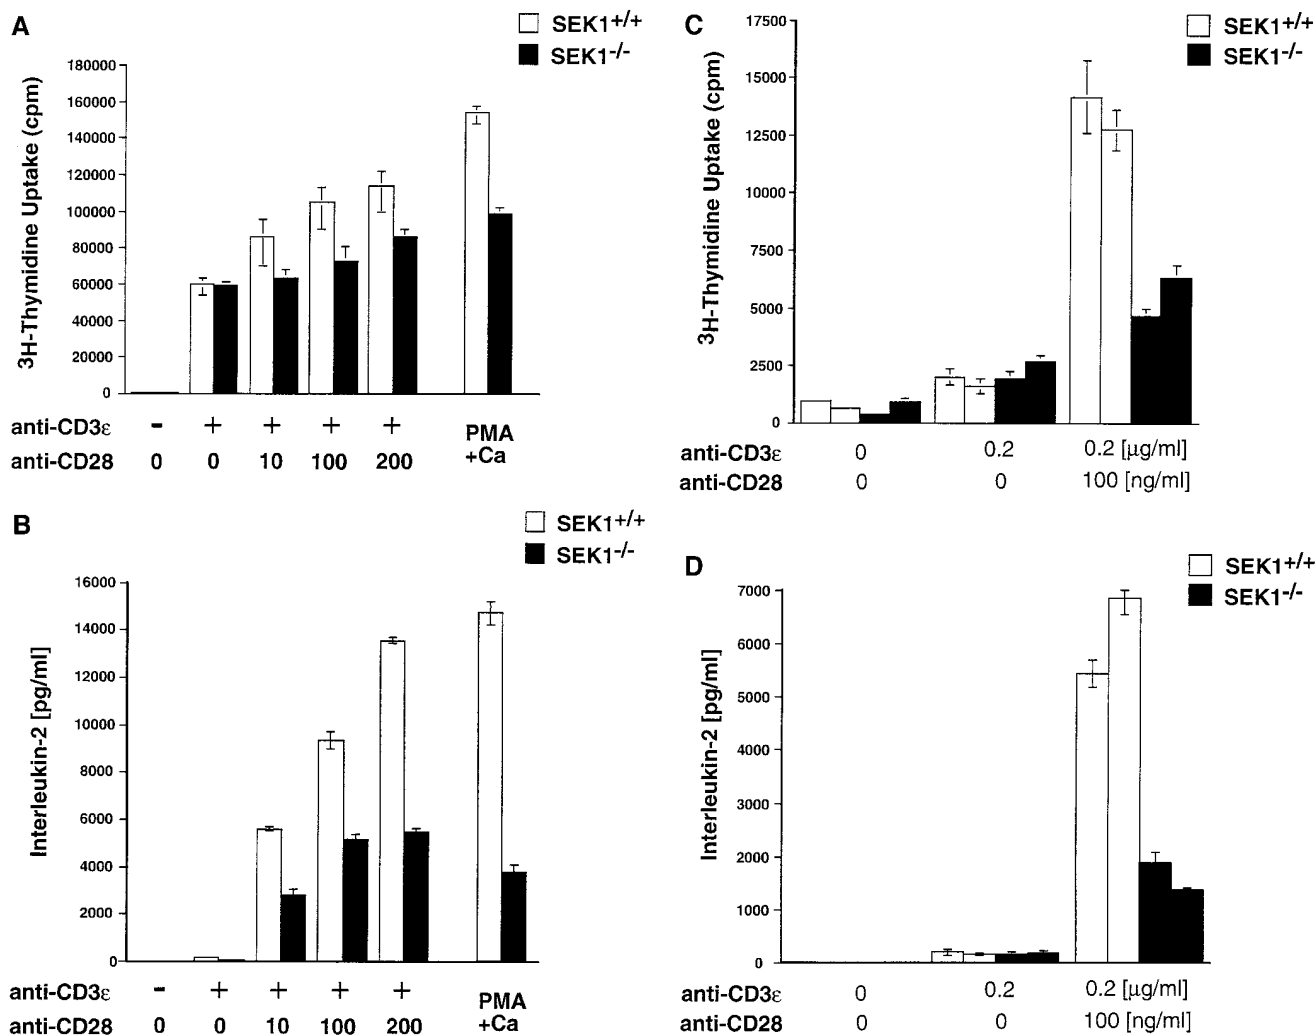 A
SEK1+/+
SEK1-/-
3H-Thymidine Uptake (cpm)
180000
160000
140000
120000
100000
80000
60000
40000
20000
0
anti-CD3ε - + + + + PMA +Ca
anti-CD28 0 0 10 100 200
B
SEK1+/+
SEK1-/-
Interleukin-2 [pg/ml]
16000
14000
12000
10000
8000
6000
4000
2000
0
anti-CD3ε - + + + + PMA +Ca
anti-CD28 0 0 10 100 200
C
SEK1+/+
SEK1-/-
3H-Thymidine Uptake (cpm)
17500
15000
12500
10000
7500
5000
2500
0
anti-CD3ε 0 0.2 0.2 [μg/ml]
anti-CD28 0 0 100 [ng/ml]
D
SEK1+/+
SEK1-/-
Interleukin-2 [pg/ml]
7000
6000
5000
4000
3000
2000
1000
0
anti-CD3ε 0 0.2 0.2 [μg/ml]
anti-CD28 0 0 100 [ng/ml]